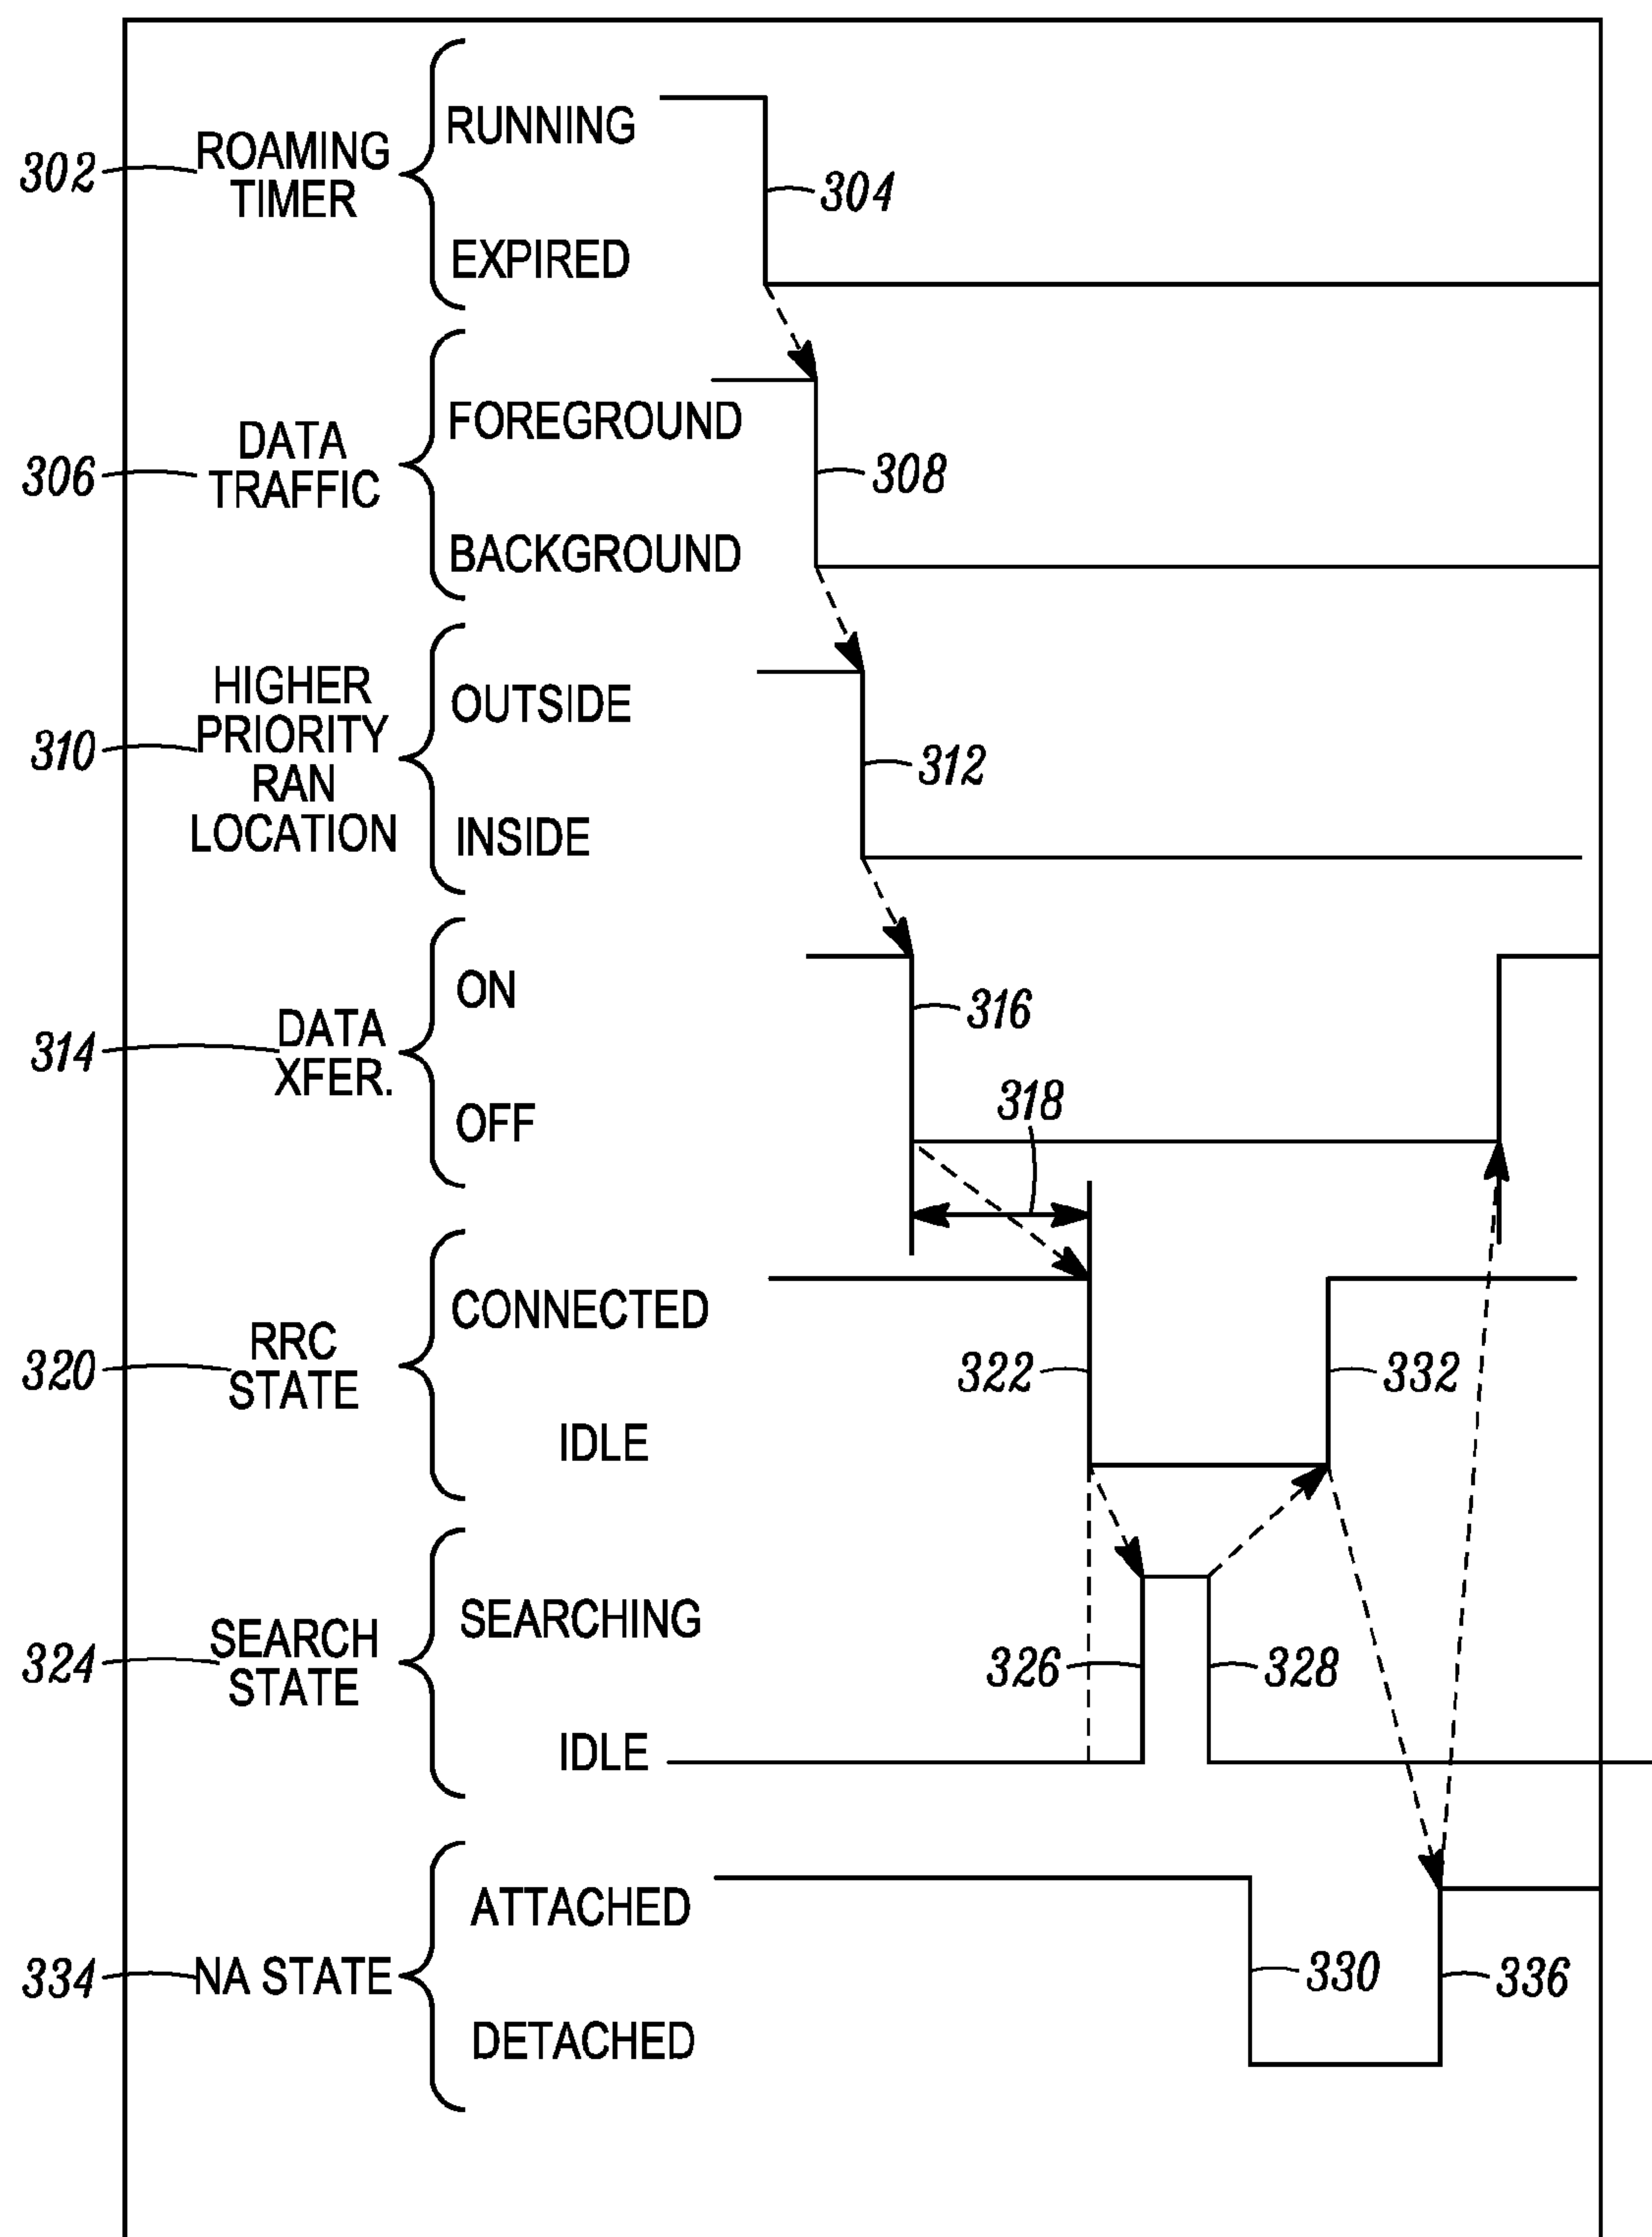 302
ROAMING
TIMER
RUNNING
EXPIRED
304
306
DATA
TRAFFIC
FOREGROUND
BACKGROUND
308
310
HIGHER
PRIORITY
RAN
LOCATION
OUTSIDE
INSIDE
312
314
DATA
XFER.
ON
OFF
316
318
320
RRC
STATE
CONNECTED
IDLE
322
332
324
SEARCH
STATE
SEARCHING
IDLE
326
328
334
NA STATE
ATTACHED
DETACHED
330
336